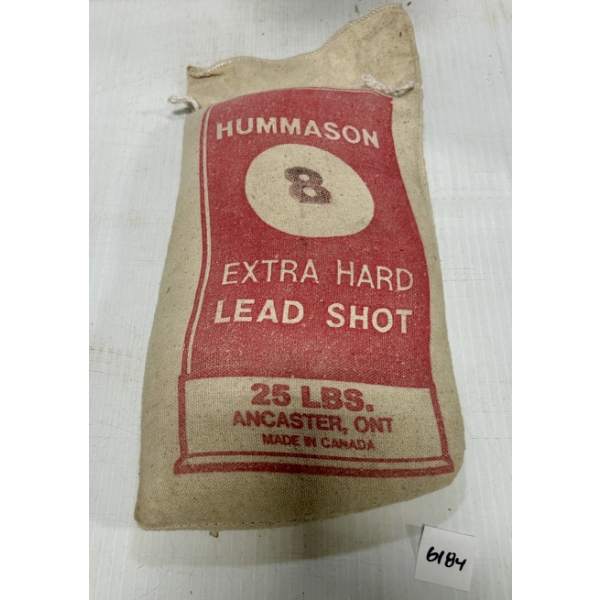 HUMMASON
8
EXTRA HARD
LEAD SHOT
25 LBS.
ANCASTER, ONT
MADE IN CANADA
6184